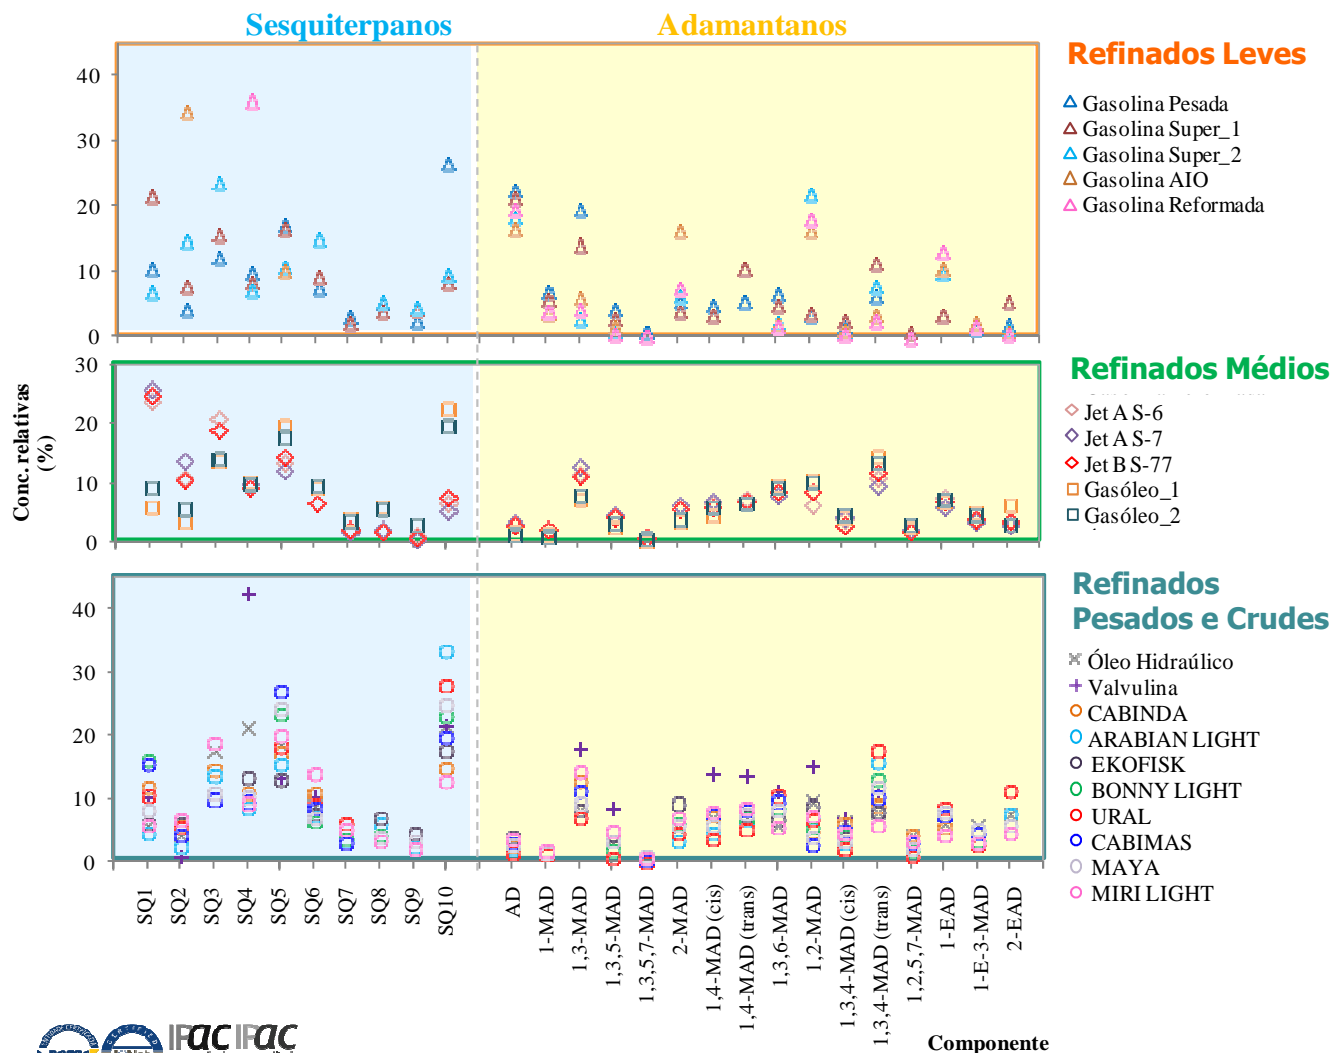 Sesquiterpanos
Adamantanos
Refinados Leves
40
30
20
10
0
Gasolina Pesada
Gasolina Super_1
Gasolina Super_2
Gasolina AIO
Gasolina Reformada
Conc. relativas
(%)
30
20
10
0
Refinados Médios
Jet A S-6
Jet A S-7
Jet B S-77
Gasóleo_1
Gasóleo_2
40
30
20
10
0
Refinados
Pesados e Crudes
Óleo Hidraúlico
Valvulina
CABINDA
ARABIAN LIGHT
EKOFISK
BONNY LIGHT
URAL
CABIMAS
MAYA
MIRI LIGHT
SQ1
SQ2
SQ3
SQ4
SQ5
SQ6
SQ7
SQ8
SQ9
SQ10
AD
1-MAD
1,3-MAD
1,3,5-MAD
1,3,5,7-MAD
2-MAD
1,4-MAD (cis)
1,4-MAD (trans)
1,3,6-MAD
1,2-MAD
1,3,4-MAD (cis)
1,3,4-MAD (trans)
1,2,5,7-MAD
1-EAD
1-E-3-MAD
2-EAD
Componente
IPac IPac